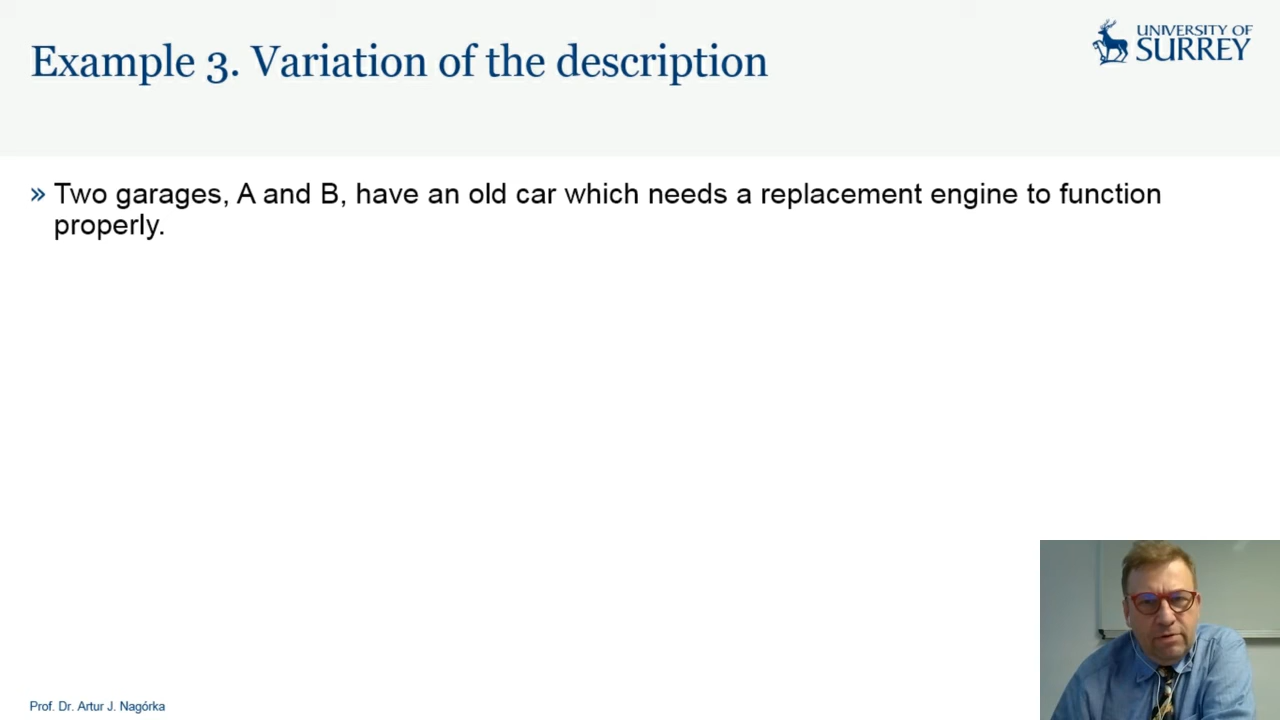 Example 3. Variation of the description
UNIVERSITY OF
SURREY
» Two garages, A and B, have an old car which needs a replacement engine to function
properly.
Prof. Dr. Artur J. Nagórka